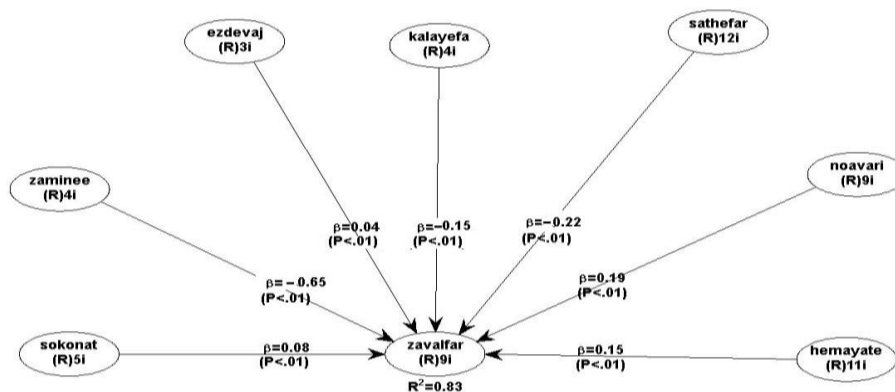 ezdevaj
(R)3i
kalayefa
(R)4i
sathefar
(R)12i
zaminee
(R)4i
noavari
(R)9i
β=0.04
(P<.01)
β=-0.15
(P<.01)
β=-0.22
(P<.01)
β=-0.65
(P<.01)
β=0.19
(P<.01)
sokonat
(R)5i
β=0.08
(P<.01)
zavalfar
(R)9i
β=0.15
(P<.01)
hemayate
(R)11i
R²=0.83